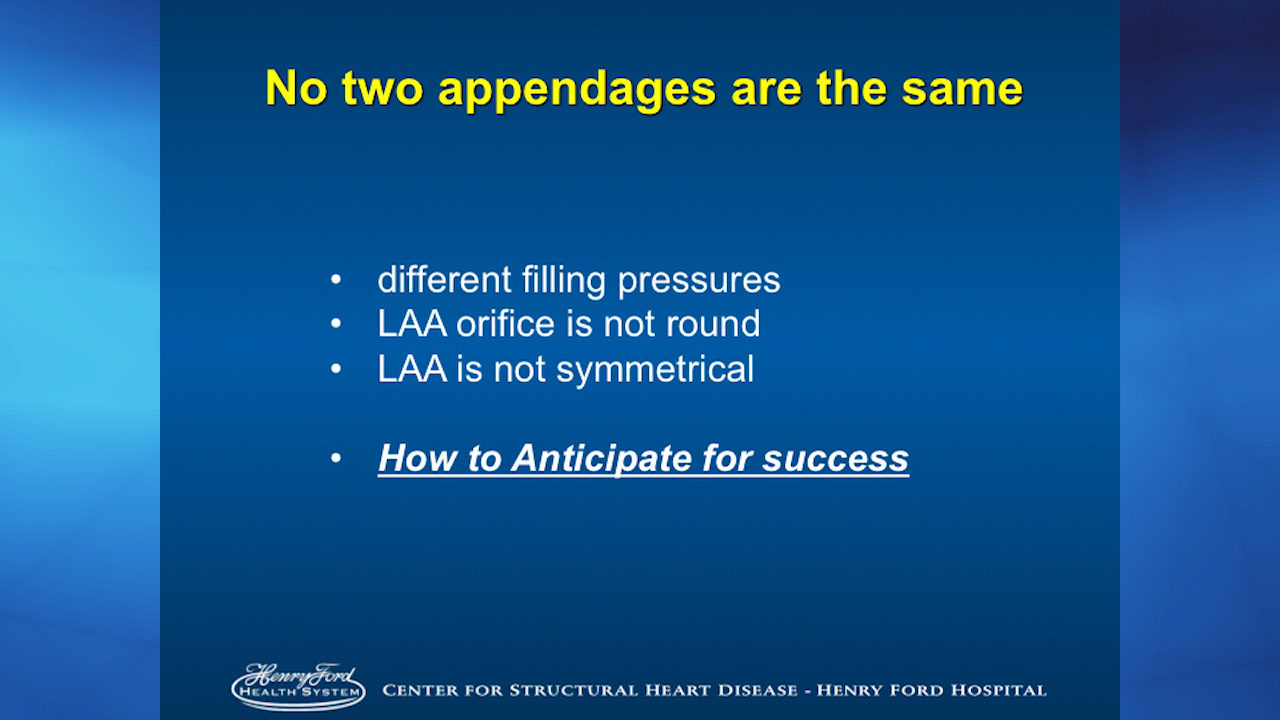 No two appendages are the same
• different filling pressures
• LAA orifice is not round
• LAA is not symmetrical
• How to Anticipate for success
Henry Ford
HEALTH SYSTEM
CENTER FOR STRUCTURAL HEART DISEASE - HENRY FORD HOSPITAL